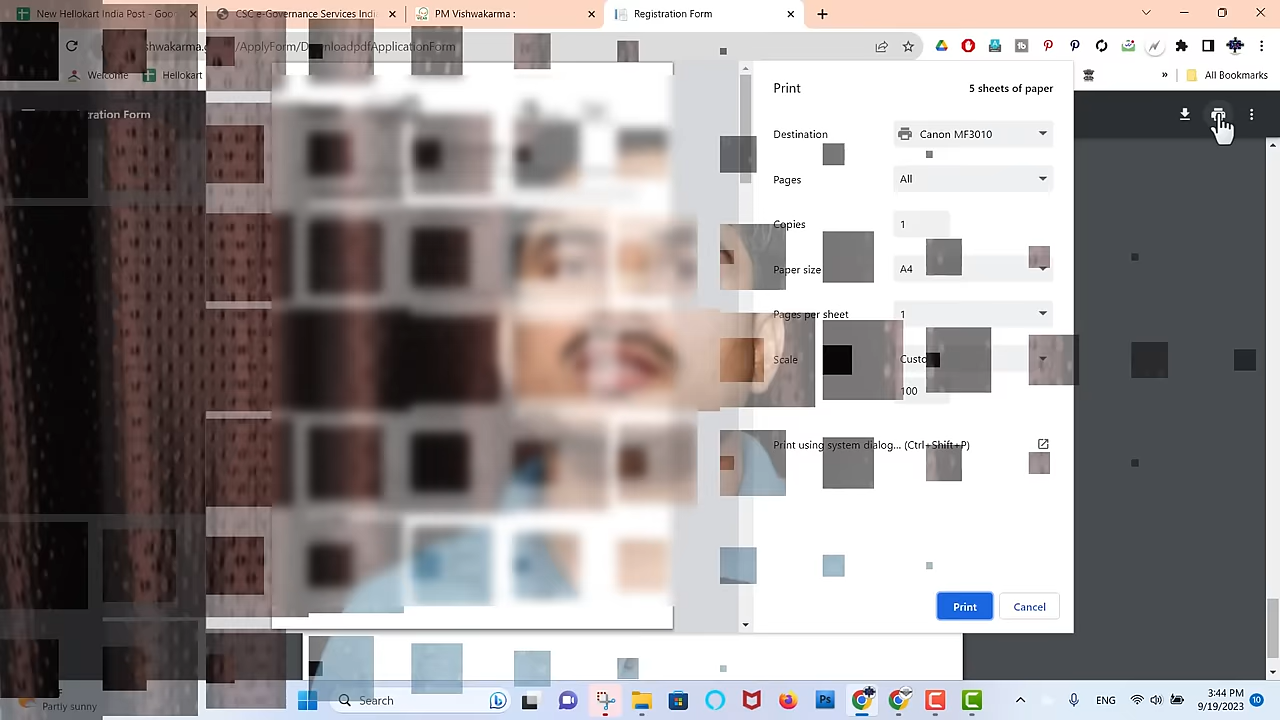 New Hellokart India Post - Goo
CSC e-Governance Services Indi
PM Vishwakarma :
Registration Form
/ApplyForm/DownloadpdfApplicationForm
Welcome
Hellokart
All Bookmarks
tration Form
Print
5 sheets of paper
Destination
Canon MF3010
Pages
All
Copies
1
Paper size
A4
Pages per sheet
1
Scale
Custo
100
Print using system dialog... (Ctrl+Shift+P)
Print
Cancel
Partly sunny
Search
ENG
3:41 PM
9/19/2023
10